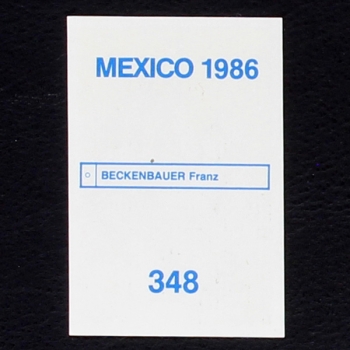 MEXICO 1986
BECKENBAUER Franz
348